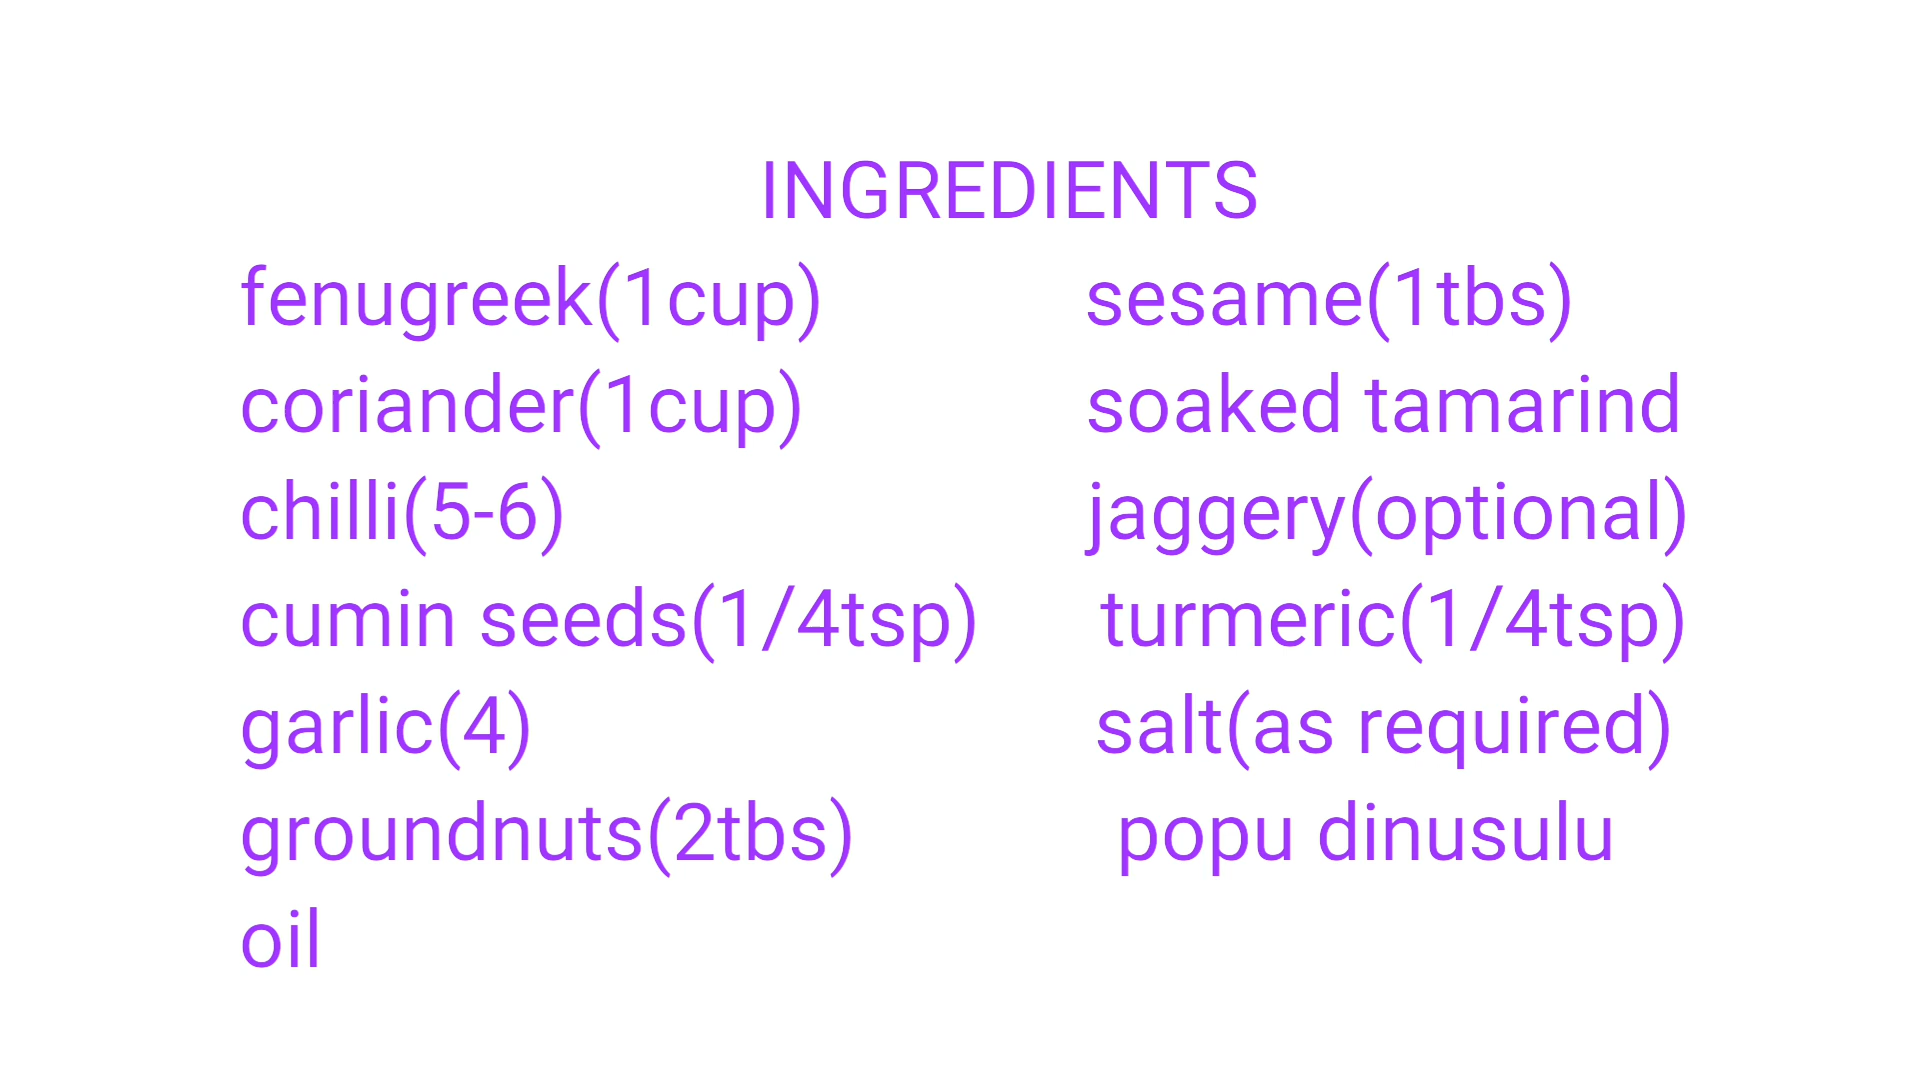 INGREDIENTS
fenugreek(1cup) sesame(1tbs)
coriander(1cup) soaked tamarind
chilli(5-6) jaggery(optional)
cumin seeds(1/4tsp) turmeric(1/4tsp)
garlic(4) salt(as required)
groundnuts(2tbs) popu dinusulu
oil